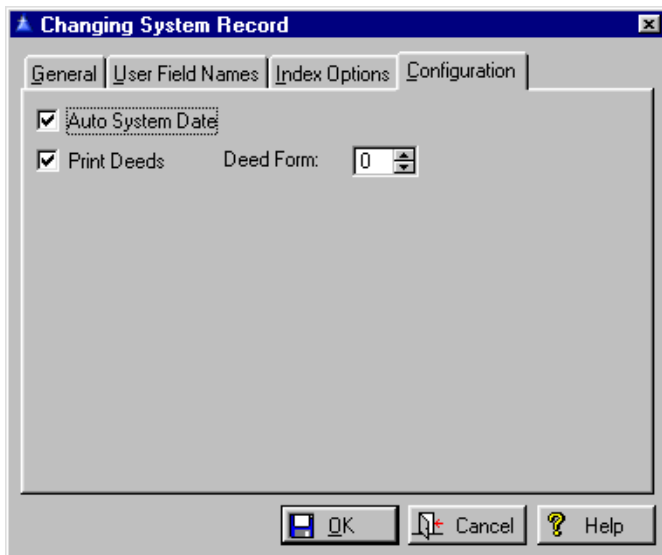 Changing System Record
General User Field Names Index Options Configuration
Auto System Date
Print Deeds Deed Form: 0
OK Cancel Help